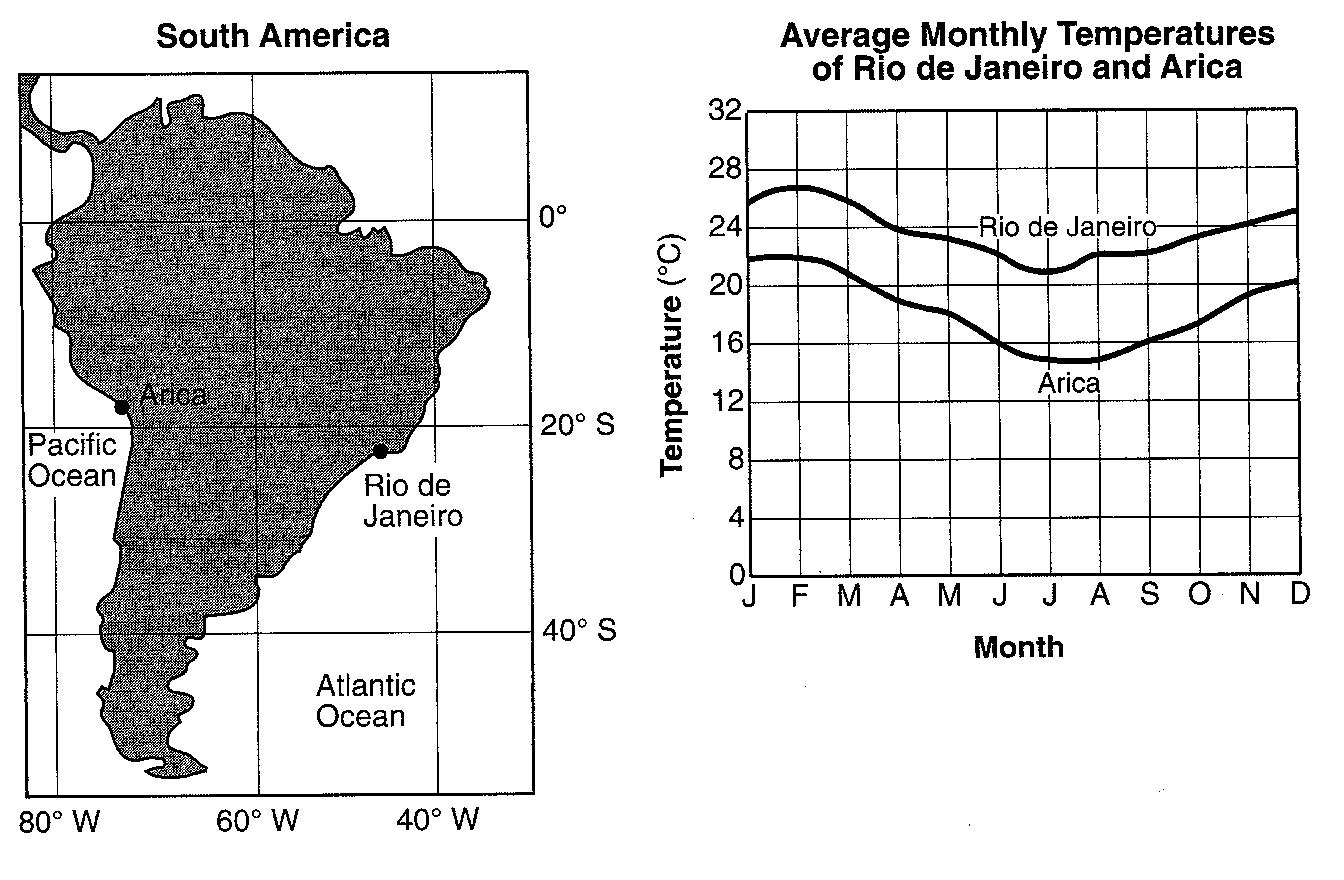 South America
0°
Arica
20° S
Pacific
Ocean
Rio de
Janeiro
40° S
Atlantic
Ocean
80° W
60° W
40° W
Average Monthly Temperatures
of Rio de Janeiro and Arica
32
28
24
20
16
12
8
4
0
Temperature (°C)
Rio de Janeiro
Arica
J F M A M J J A S O N D
Month